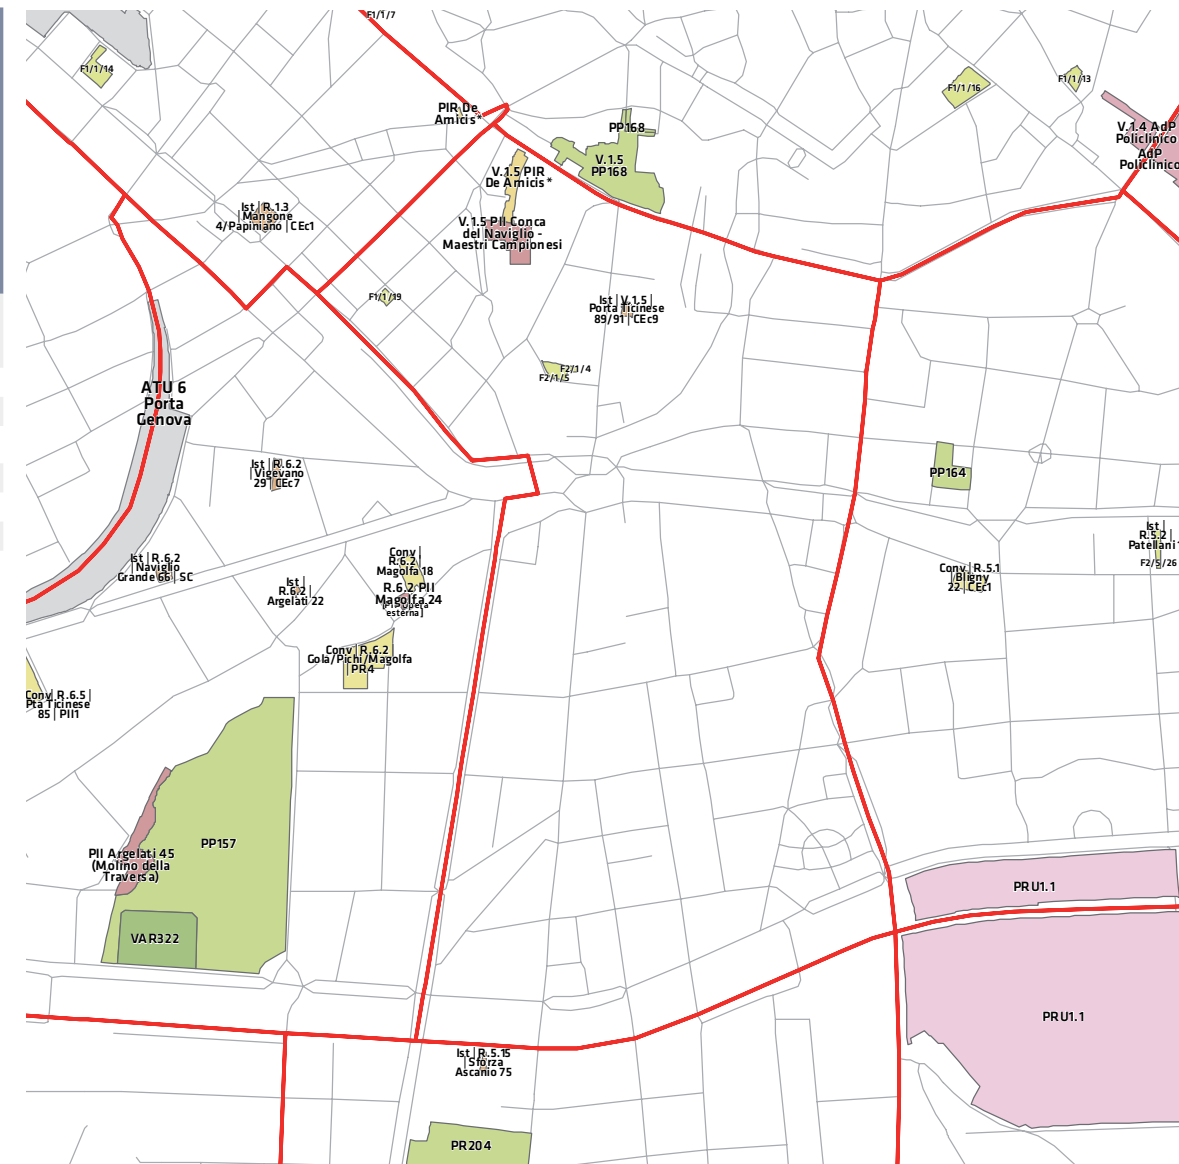 F1/1/7
F1/1/14
F1/1/16
F1/1/13
PIR De
Amicis*
PP168
V.1.5
PP168
V.1.4 AdP
Policlinico
AdP
Policlinico
V.1.5 PIR
De Amicis*
Ist | R.1.3
| Mangone
4/Papiniano | CEc1
V.1.5 PII Conca
del Naviglio -
Maestri Campionesi
F1/1/19
Ist | V.1.5 |
Porta Ticinese
89/91 | CEc9
F2/1/4
F2/1/5
ATU 6
Porta
Genova
Ist | R.6.2
| Vigevano
29 | CEc7
PP164
Ist |
R.5.2 |
Patellani
F2/5/26
Ist | R.6.2
| Naviglio
Grande 66 | SC
Conv |
R.6.2 |
Magolfa 18
R.6.2 PII
Magolfa 24
[PII-Opera
esterna]
Ist |
R.6.2 |
Argelati 22
Conv | R.5.1
| Bligny
22 | CEc1
Conv | R.6.2
Gola/Pichi/Magolfa
| PR4
Conv | R.6.5 |
Pta Ticinese
85 | PII1
PP157
PII Argelati 45
(Molino della
Traversa)
VAR322
PRU1.1
PRU1.1
Ist | R.5.15
| Sforza
Ascanio 75
PR204